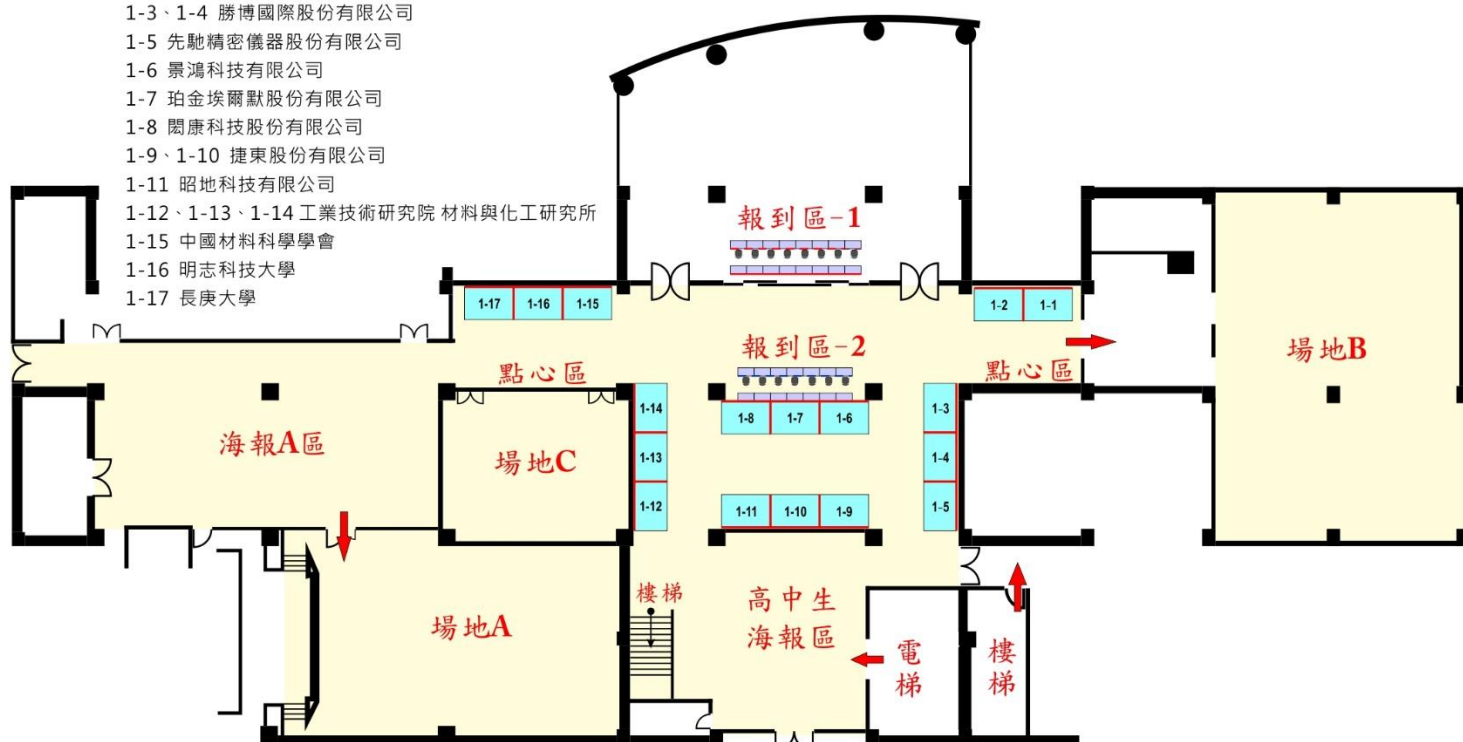 1-3、1-4 勝博國際股份有限公司
1-5 先馳精密儀器股份有限公司
1-6 景鴻科技有限公司
1-7 珀金埃爾默股份有限公司
1-8 閎康科技股份有限公司
1-9、1-10 捷東股份有限公司
1-11 昭地科技有限公司
1-12、1-13、1-14 工業技術研究院 材料與化工研究所
1-15 中國材料科學學會
1-16 明志科技大學
1-17 長庚大學
報到區-1
1-17 1-16 1-15
1-2 1-1
報到區-2
場地B
點心區
點心區
1-14
1-8 1-7 1-6
1-3
海報A區
場地C
1-13
1-4
1-12
1-11 1-10 1-9
1-5
樓梯
高中生
海報區
場地A
電梯
樓梯